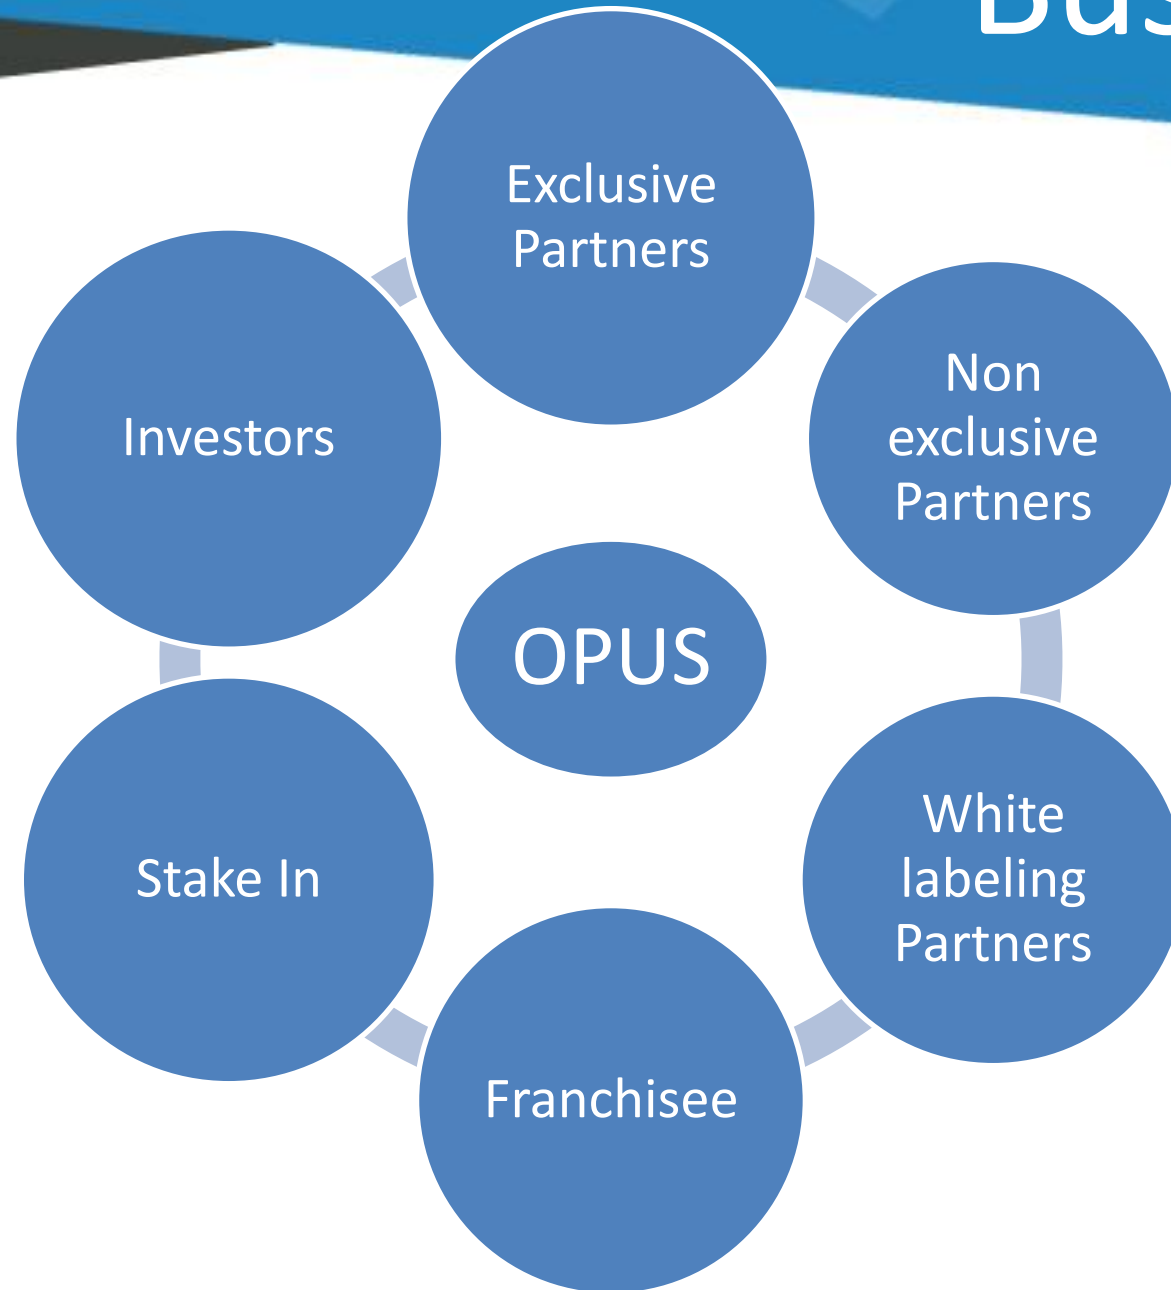 Exclusive
Partners
Non
exclusive
Partners
Investors
OPUS
White
labeling
Partners
Stake In
Franchisee